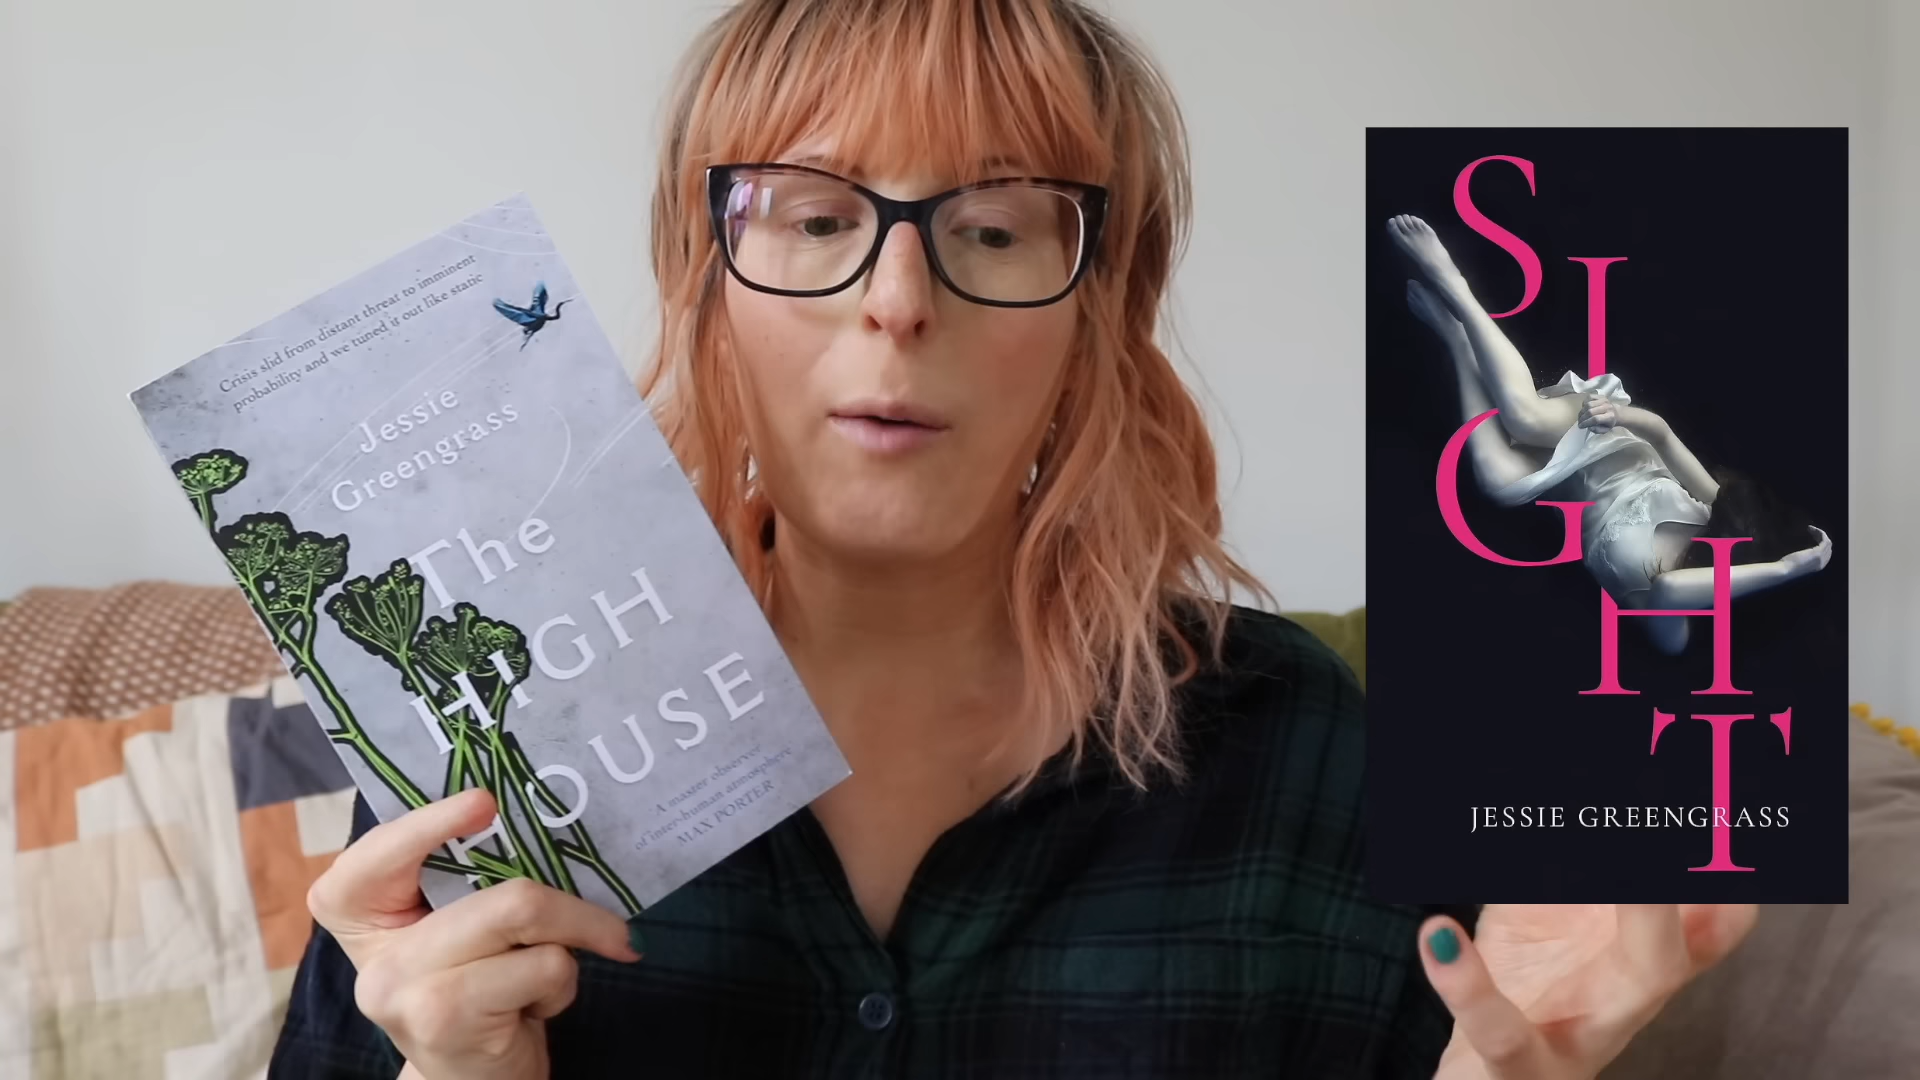 Crisis slid from distant threat to imminent
probability and we tuned it out like static
Jessie
Greengrass
The
HIGH
HOUSE
'A master observer
of inter-human atmosphere'
MAX PORTER
SIGHT
JESSIE GREENGRASS